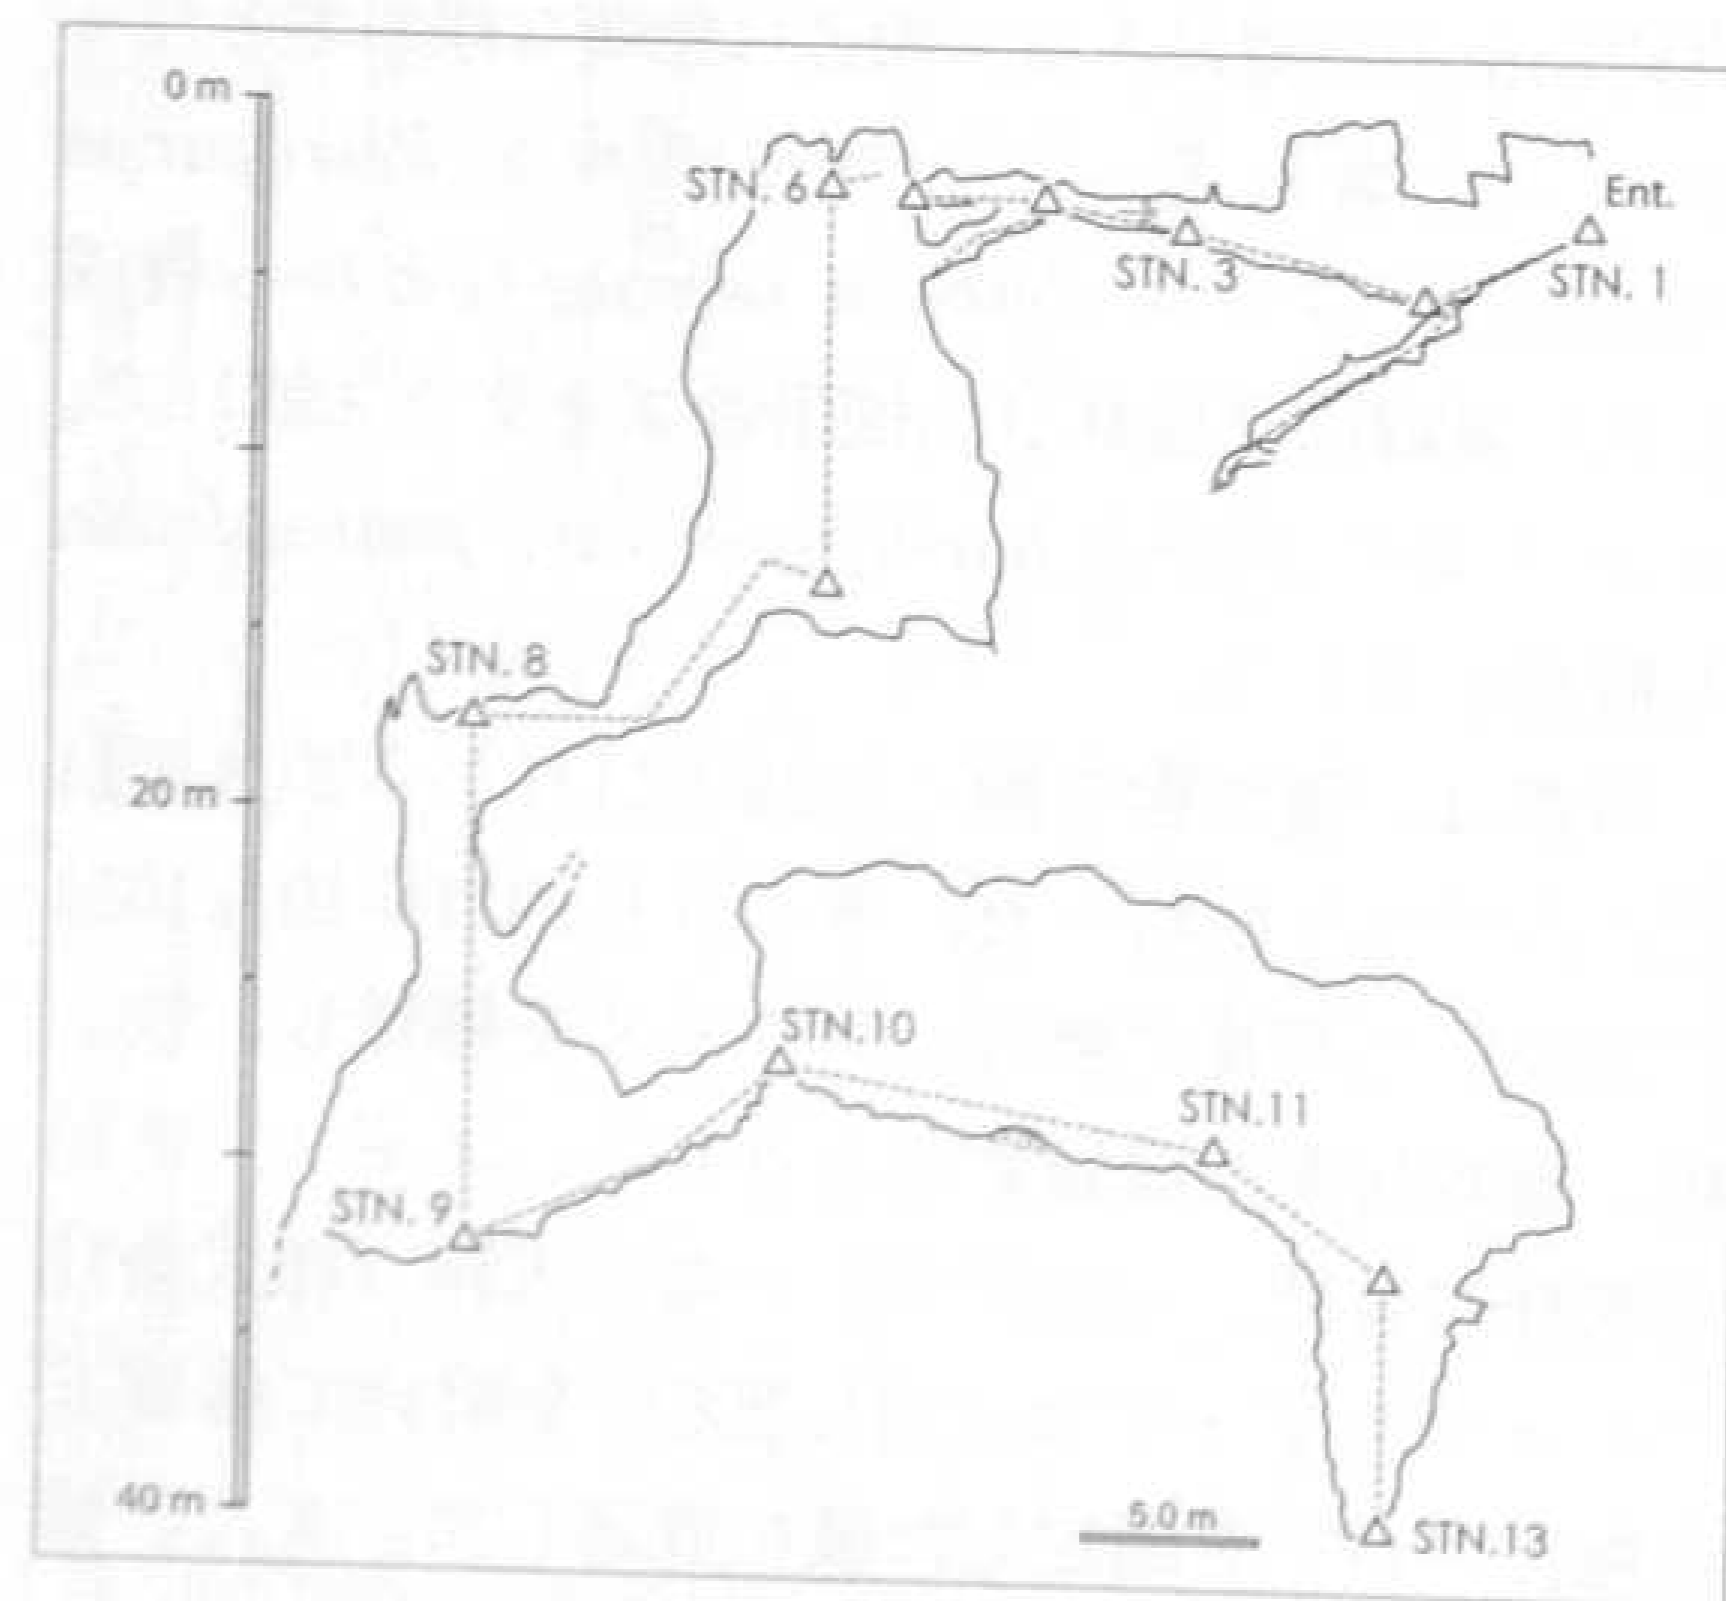 0 m
STN. 6
Ent.
STN. 3
STN. 1
STN. 8
20 m
STN.10
STN.11
STN. 9
40 m
5.0 m
STN.13